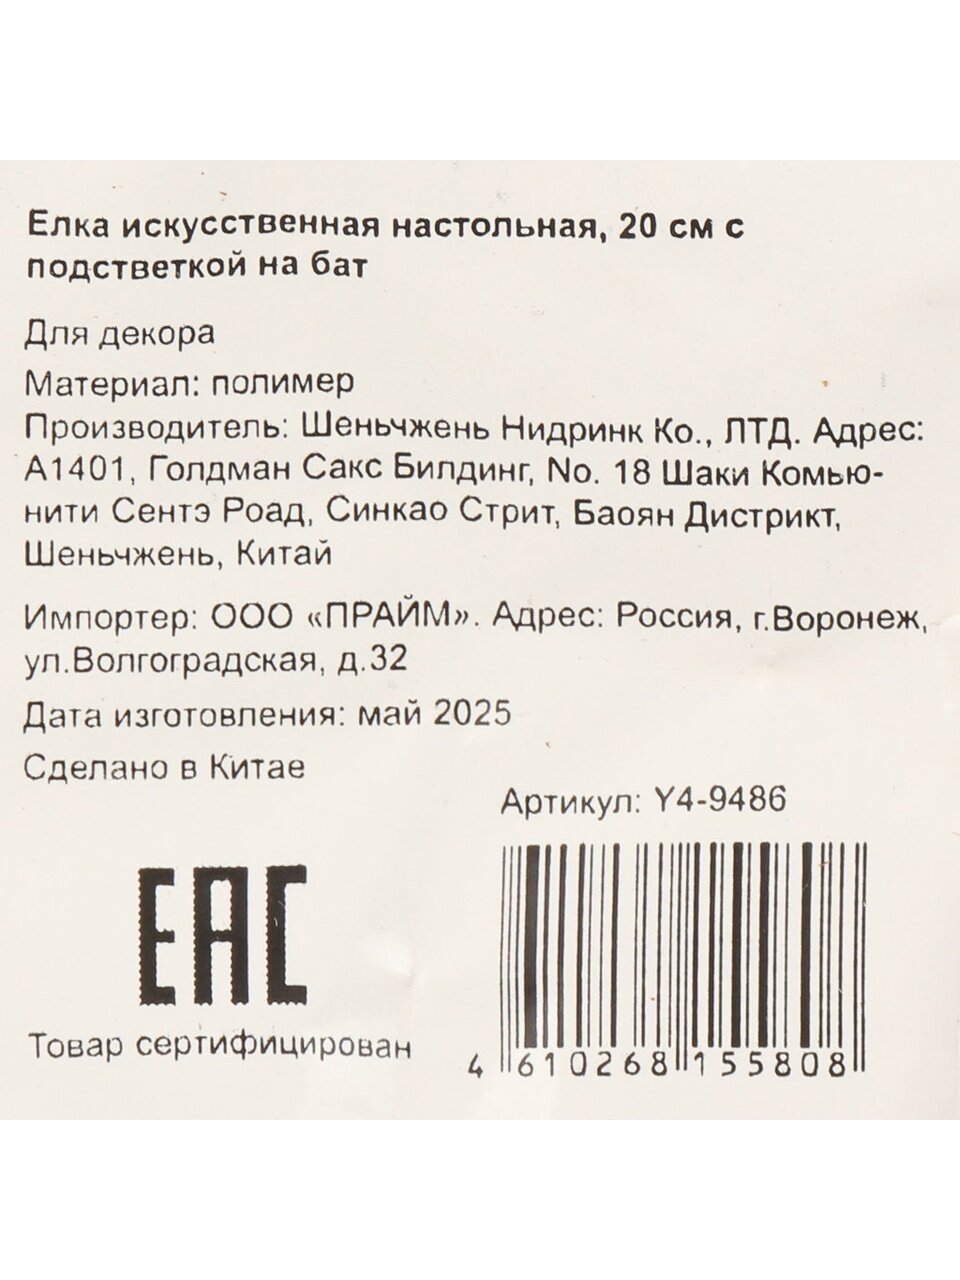 Елка искусственная настольная, 20 см с
подстветкой на бат
Для декора
Материал: полимер
Производитель: Шеньчжень Нидринк Ко., ЛТД. Адрес:
А1401, Голдман Сакс Билдинг, No. 18 Шаки Комью-
нити Сентэ Роад, Синкао Стрит, Баоян Дистрикт,
Шеньчжень, Китай
Импортер: ООО «ПРАЙМ». Адрес: Россия, г.Воронеж,
ул.Волгоградская, д.32
Дата изготовления: май 2025
Сделано в Китае
Артикул: Y4-9486
EAC
Товар сертифицирован
4 610268 155808